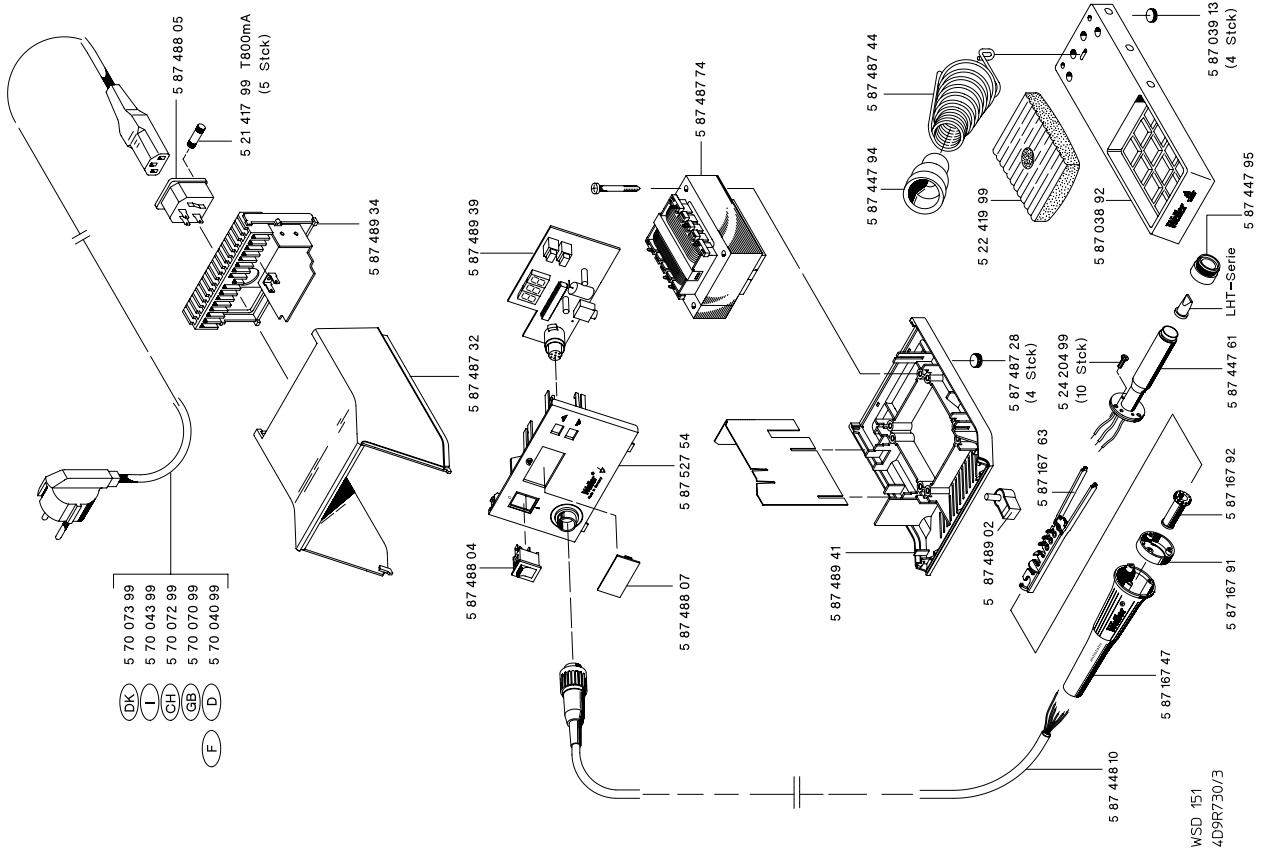 DK 5 70 073 99
I 5 70 043 99
CH 5 70 072 99
GB 5 70 070 99
F D 5 70 040 99
5 87 488 05
5 21 417 99 T800mA
(5 Stck)
5 87 489 34
5 87 487 32
5 87 489 39
5 87 487 74
5 87 488 04
5 87 527 54
5 87 488 07
Weller
5 87 487 44
5 87 447 94
5 22 419 99
5 87 038 92
Weller
5 87 039 13
(4 Stck)
5 87 447 95
LHT-Serie
5 87 447 61
5 24 204 99
(10 Stck)
5 87 487 28
(4 Stck)
5 87 489 41
5 87 489 02
5 87 167 63
5 87 167 92
5 87 167 91
5 87 167 47
Weller
5 87 448 10
WSD 151
4D9R730/3